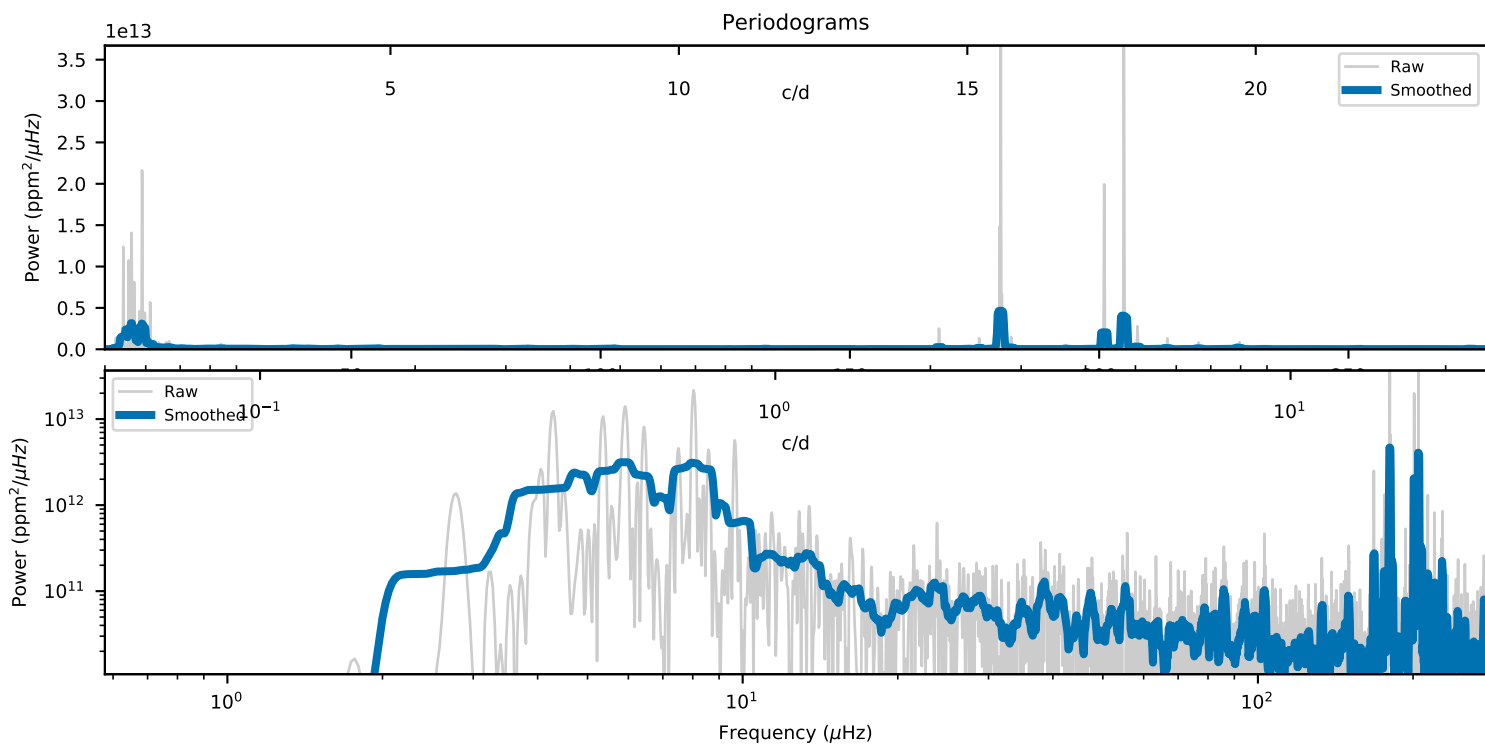 Periodograms
1e13
3.5
3.0
2.5
2.0
1.5
1.0
0.5
0.0
Power (ppm²/μHz)
5 10 15 20
c/d
Raw
Smoothed
10¹³
10¹²
10¹¹
Power (ppm²/μHz)
Raw
Smoothed
10⁻¹ 10⁰ 10¹
c/d
10⁰ 10¹ 10²
Frequency (μHz)